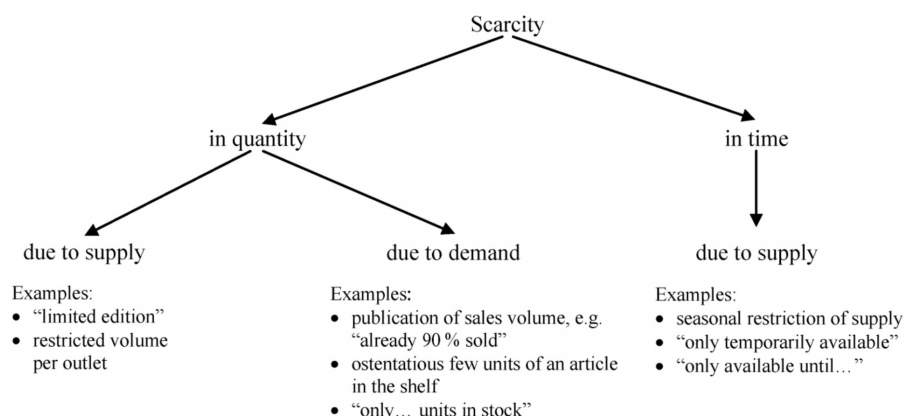 Scarcity
in quantity
in time
due to supply
due to demand
due to supply
Examples:
• “limited edition”
• restricted volume
per outlet
Examples:
• publication of sales volume, e.g.
“already 90 % sold”
• ostentatious few units of an article
in the shelf
• “only… units in stock”
Examples:
• seasonal restriction of supply
• “only temporarily available”
• “only available until…”